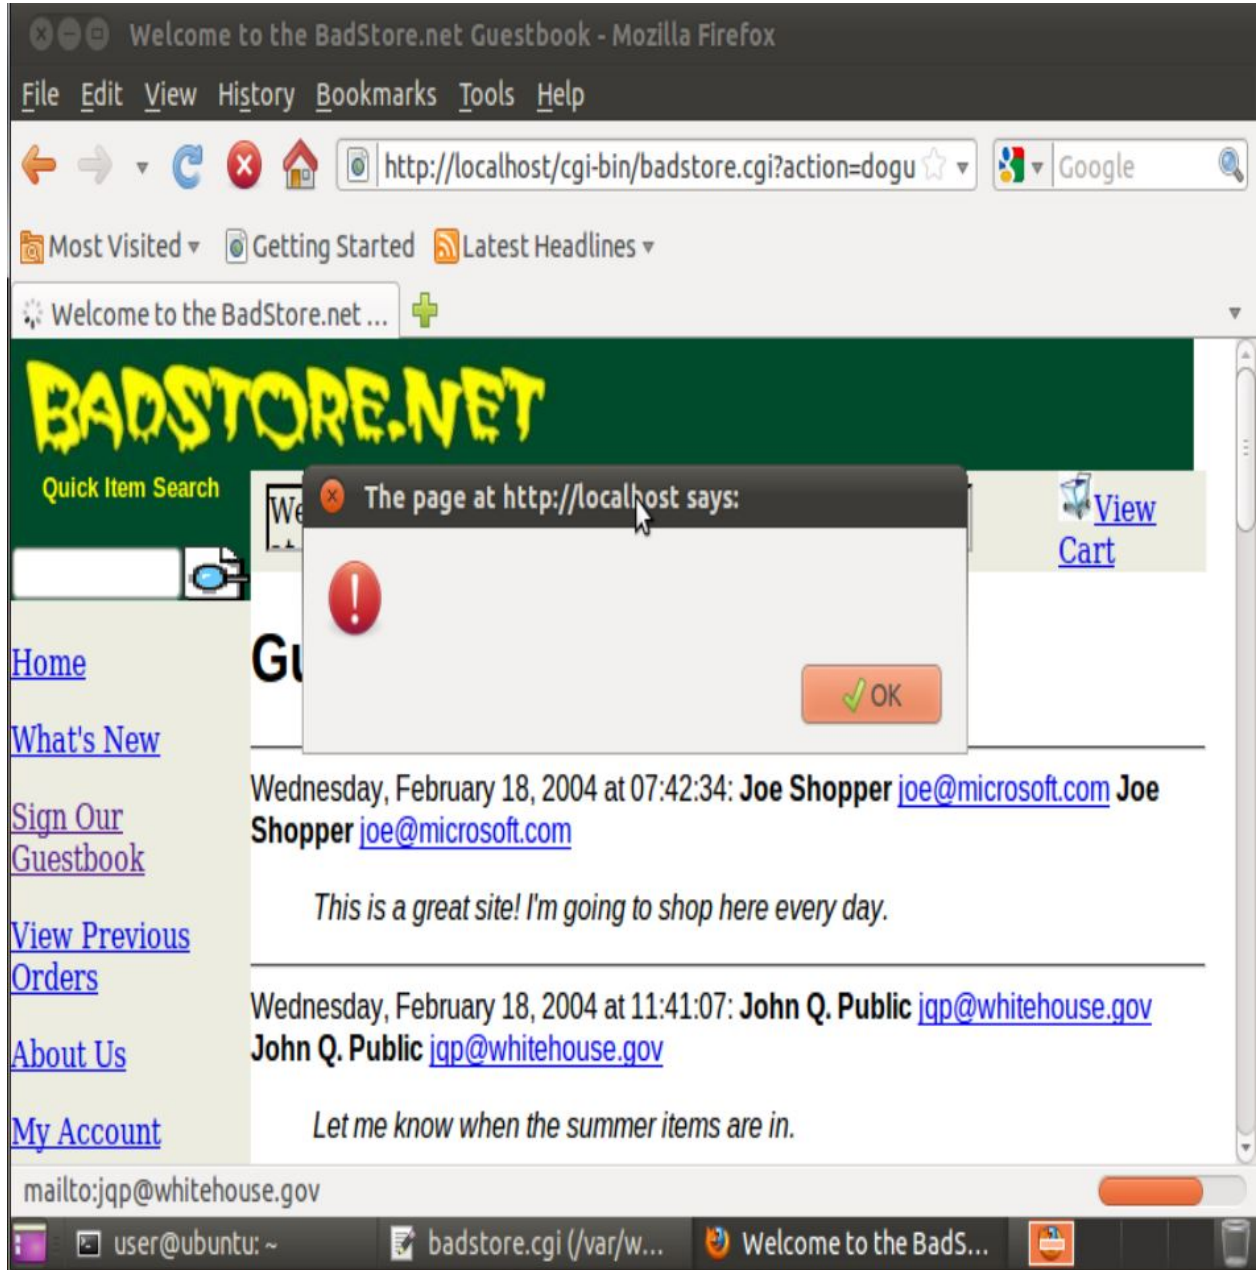 Welcome to the BadStore.net Guestbook - Mozilla Firefox
File Edit View History Bookmarks Tools Help
http://localhost/cgi-bin/badstore.cgi?action=dogu
Google
Most Visited
Getting Started
Latest Headlines
Welcome to the BadStore.net ...
BADSTORE.NET
Quick Item Search
We
The page at http://localhost says:
View
Cart
OK
Home
What's New
Sign Our
Guestbook
View Previous
Orders
About Us
My Account
Gu
Wednesday, February 18, 2004 at 07:42:34: Joe Shopper joe@microsoft.com Joe
Shopper joe@microsoft.com
This is a great site! I'm going to shop here every day.
Wednesday, February 18, 2004 at 11:41:07: John Q. Public jqp@whitehouse.gov
John Q. Public jqp@whitehouse.gov
Let me know when the summer items are in.
mailto:jqp@whitehouse.gov
user@ubuntu: ~
badstore.cgi (/var/w...
Welcome to the BadS...